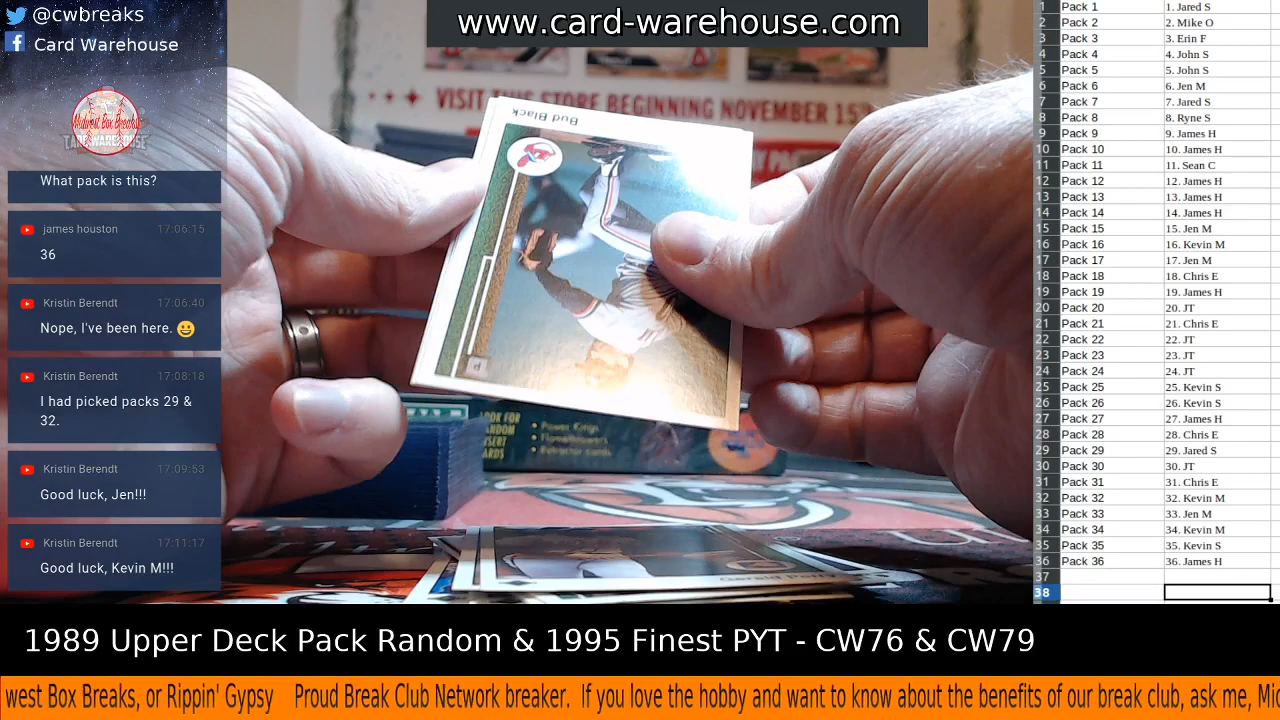 @cwbreaks
Card Warehouse
Midwest Box Breaks
CARD WAREHOUSE
What pack is this?
james houston 17:06:15
36
Kristin Berendt 17:06:40
Nope, I've been here. 😀
Kristin Berendt 17:08:18
I had picked packs 29 &
32.
Kristin Berendt 17:09:53
Good luck, Jen!!!
Kristin Berendt 17:11:17
Good luck, Kevin M!!!
www.card-warehouse.com
VISIT THIS STORE BEGINNING NOVEMBER 15
Bud Black
P
LOOK FOR
RANDOM
INSERT
CARDS
• Power Kings
• Flamethrowers
• Refractor cards
Gerald Perry
1 Pack 1 1. Jared S
2 Pack 2 2. Mike O
3 Pack 3 3. Erin F
4 Pack 4 4. John S
5 Pack 5 5. John S
6 Pack 6 6. Jen M
7 Pack 7 7. Jared S
8 Pack 8 8. Ryne S
9 Pack 9 9. James H
10 Pack 10 10. James H
11 Pack 11 11. Sean C
12 Pack 12 12. James H
13 Pack 13 13. James H
14 Pack 14 14. James H
15 Pack 15 15. Jen M
16 Pack 16 16. Kevin M
17 Pack 17 17. Jen M
18 Pack 18 18. Chris E
19 Pack 19 19. James H
20 Pack 20 20. JT
21 Pack 21 21. Chris E
22 Pack 22 22. JT
23 Pack 23 23. JT
24 Pack 24 24. JT
25 Pack 25 25. Kevin S
26 Pack 26 26. Kevin S
27 Pack 27 27. James H
28 Pack 28 28. Chris E
29 Pack 29 29. Jared S
30 Pack 30 30. JT
31 Pack 31 31. Chris E
32 Pack 32 32. Kevin M
33 Pack 33 33. Jen M
34 Pack 34 34. Kevin M
35 Pack 35 35. Kevin S
36 Pack 36 36. James H
37
38
1989 Upper Deck Pack Random & 1995 Finest PYT - CW76 & CW79
west Box Breaks, or Rippin' Gypsy Proud Break Club Network breaker. If you love the hobby and want to know about the benefits of our break club, ask me, Mi